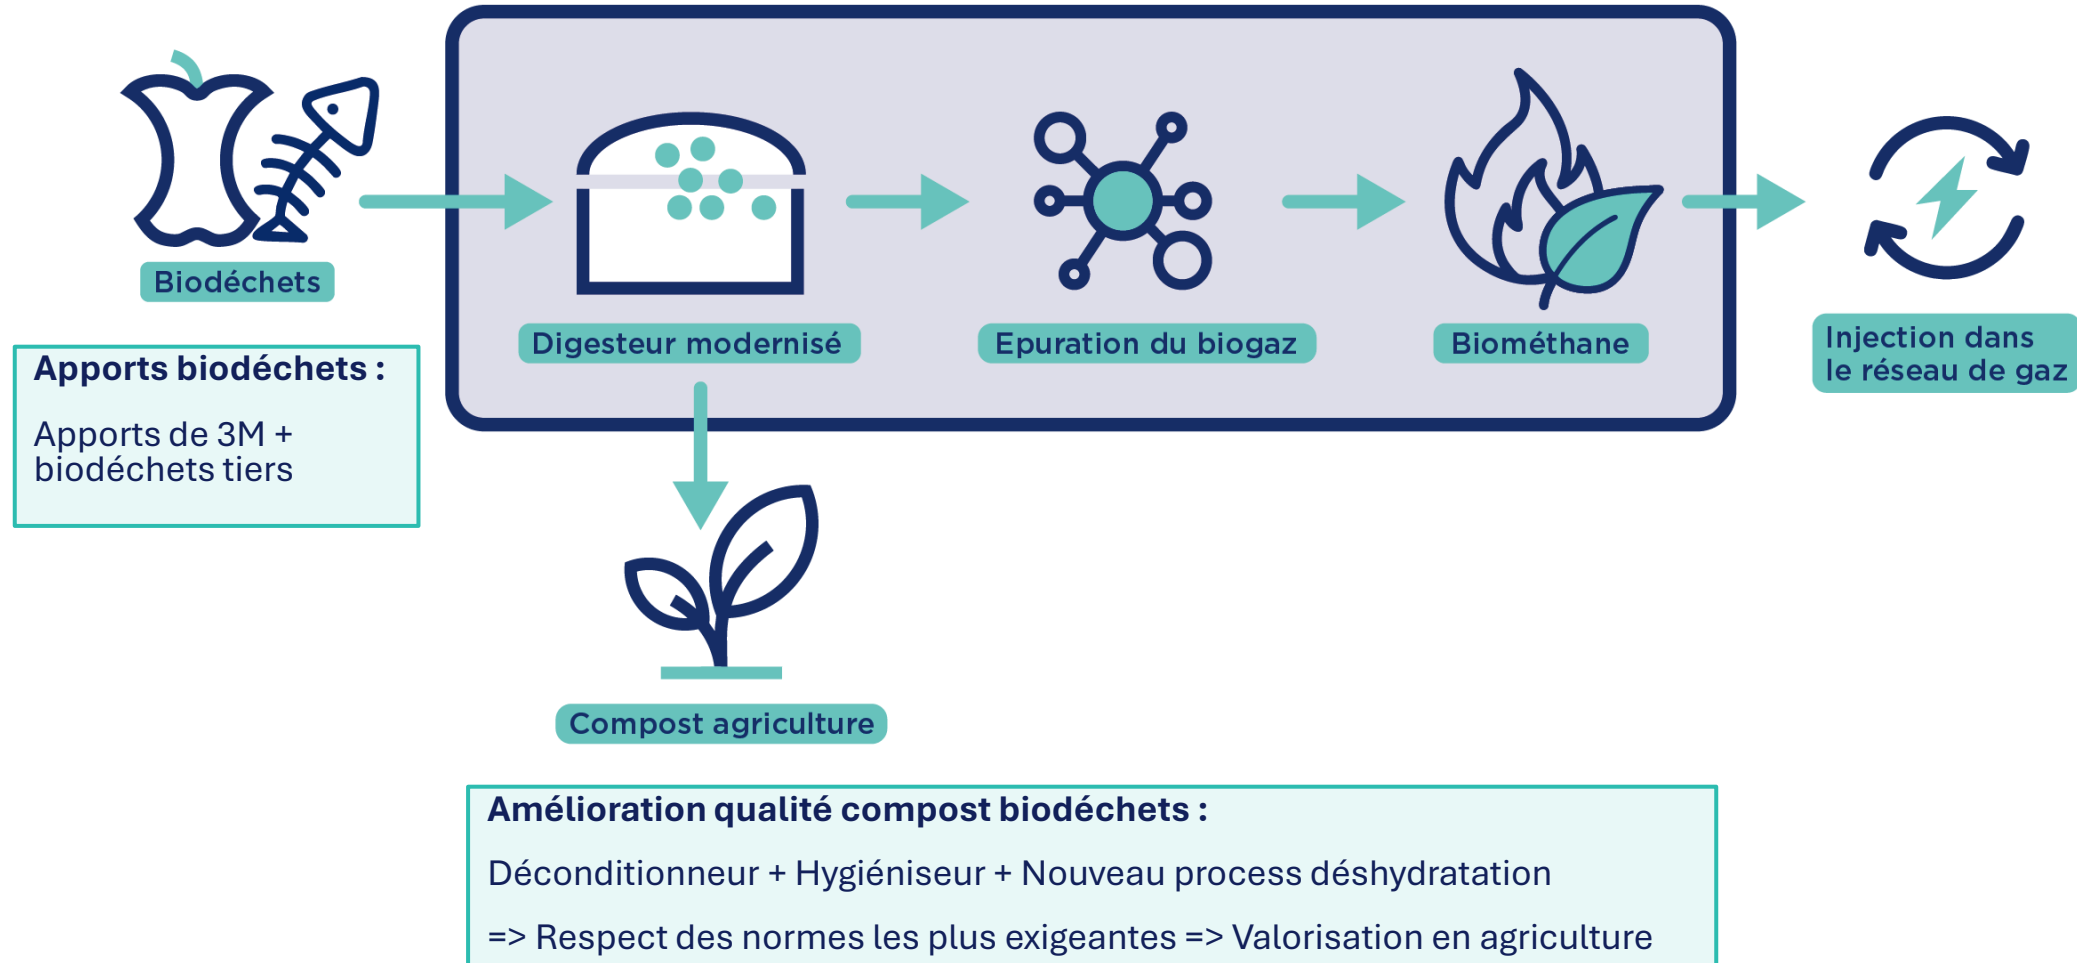 Biodéchets
Digesteur modernisé
Epuration du biogaz
Biométhane
Injection dans
le réseau de gaz
Apports biodéchets :
Apports de 3M +
biodéchets tiers
Compost agriculture
Amélioration qualité compost biodéchets :
Déconditionneur + Hygiéniseur + Nouveau process déshydratation
=> Respect des normes les plus exigeantes => Valorisation en agriculture